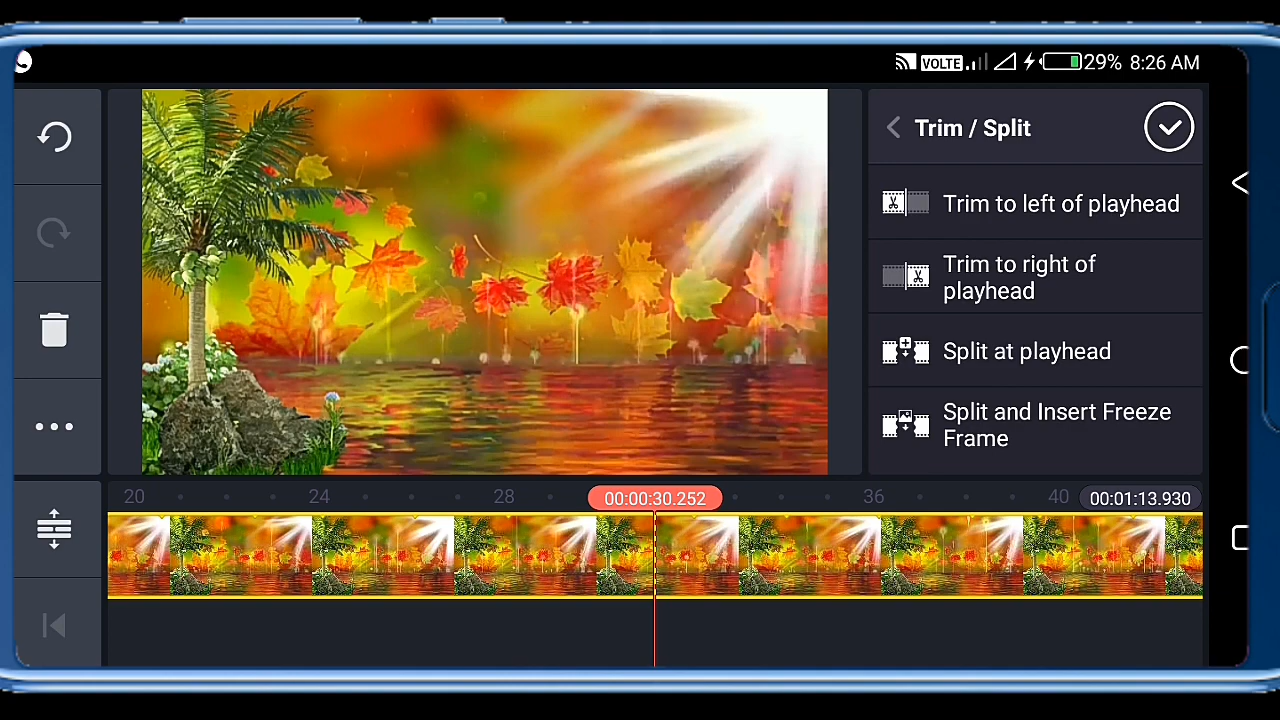 VOLTE 29% 8:26 AM
Trim / Split
Trim to left of playhead
Trim to right of
playhead
Split at playhead
Split and Insert Freeze
Frame
20 24 28 00:00:30.252 36 40 00:01:13.930